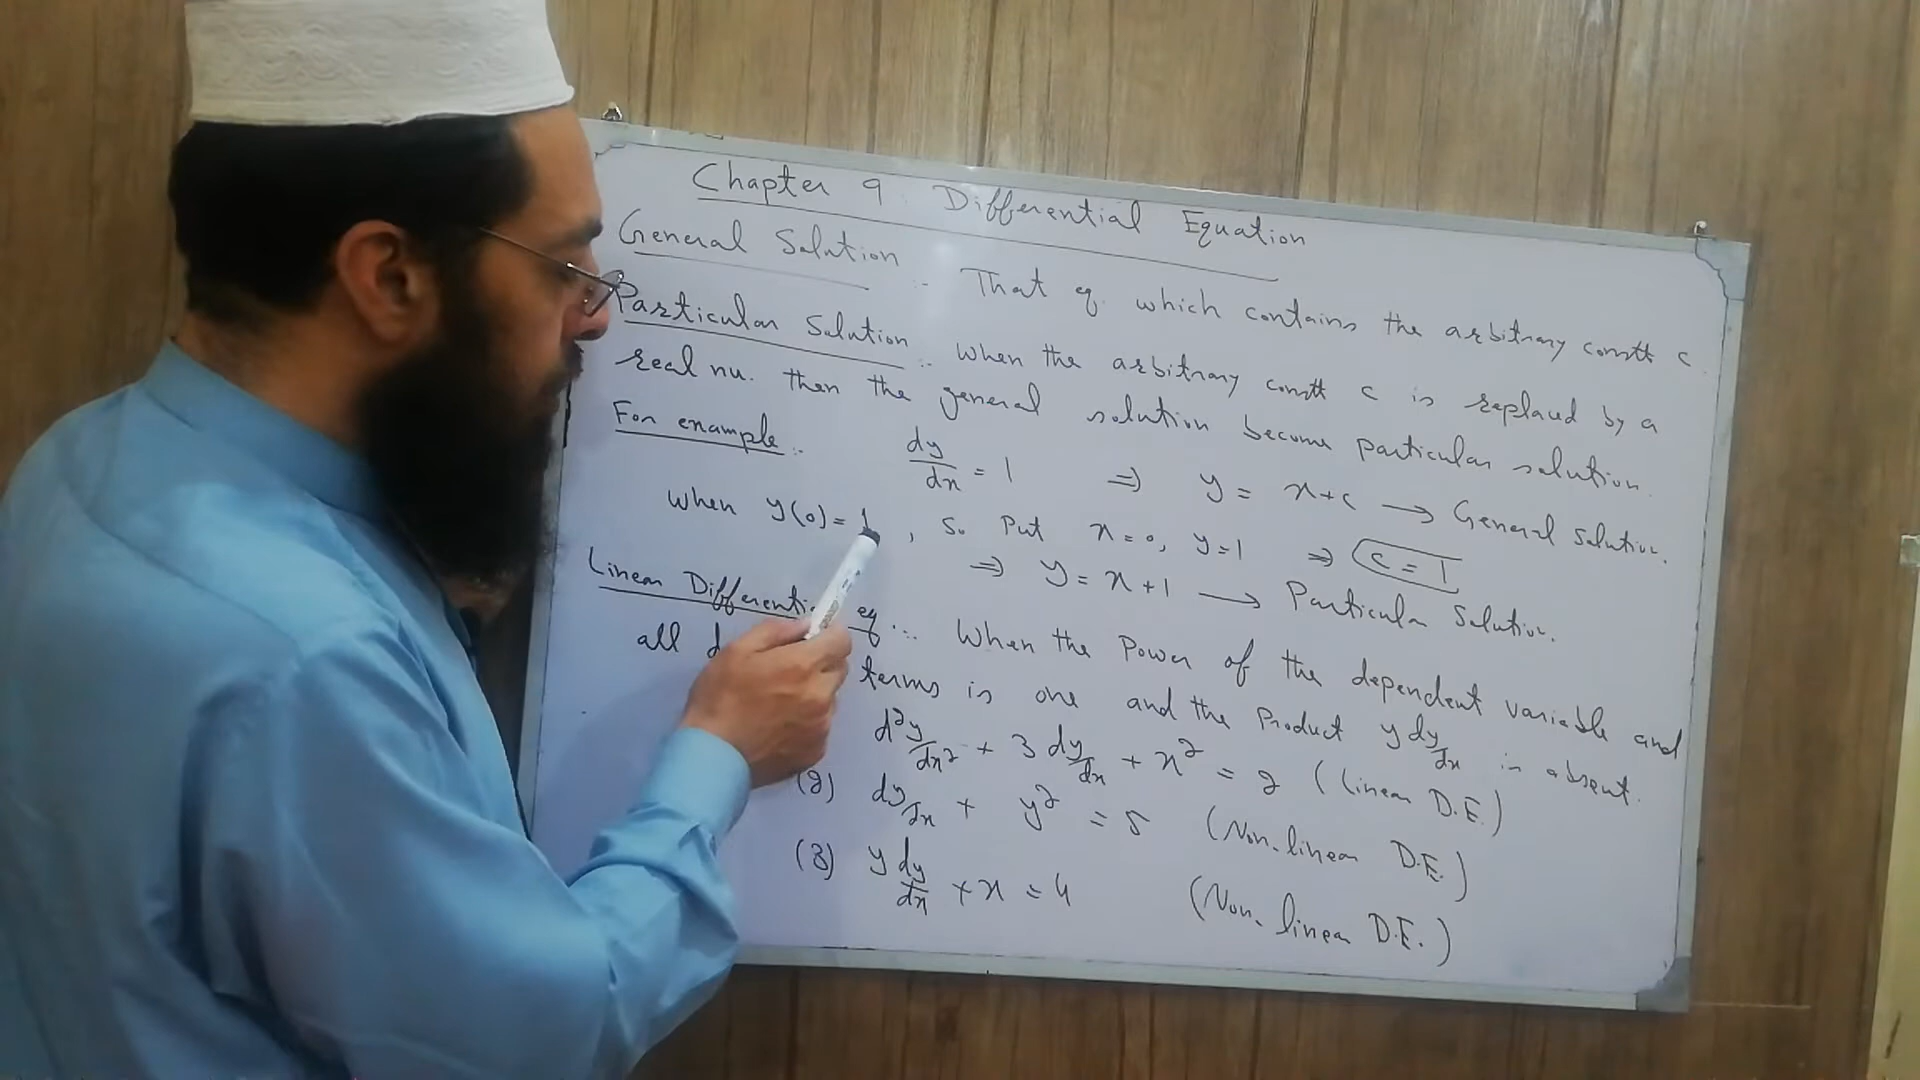 Chapter 9. Differential Equation
General Solution :- That eq. which contains the arbitrary constt c.
Particular Solution :- When the arbitrary constt c is replaced by a
real nu. then the general solution become particular solution.
For example :- dy/dx = 1 ⇒ y = x+c → General Solution.
When y(0) = 1, So Put x=0, y=1 ⇒ c=1
⇒ y = x+1 → Particular Solution.
Linear Differenti eq :- When the Power of the dependent variable and
all terms is one and the Product y dy/dx is absent.
d²y/dx² + 3 dy/dx + x² = 2 (Linear D.E.)
(2) dy/dx + y² = 5 (Non-linear D.E.)
(3) y dy/dx + x = 4 (Non-linear D.E.)